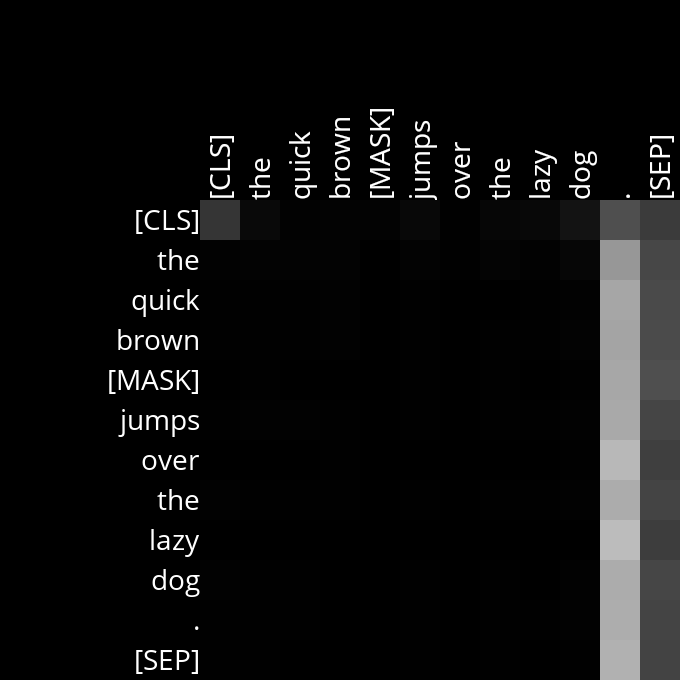 [CLS]
the
quick
brown
[MASK]
jumps
over
the
lazy
dog
.
[SEP]
[CLS]
the
quick
brown
[MASK]
jumps
over
the
lazy
dog
.
[SEP]